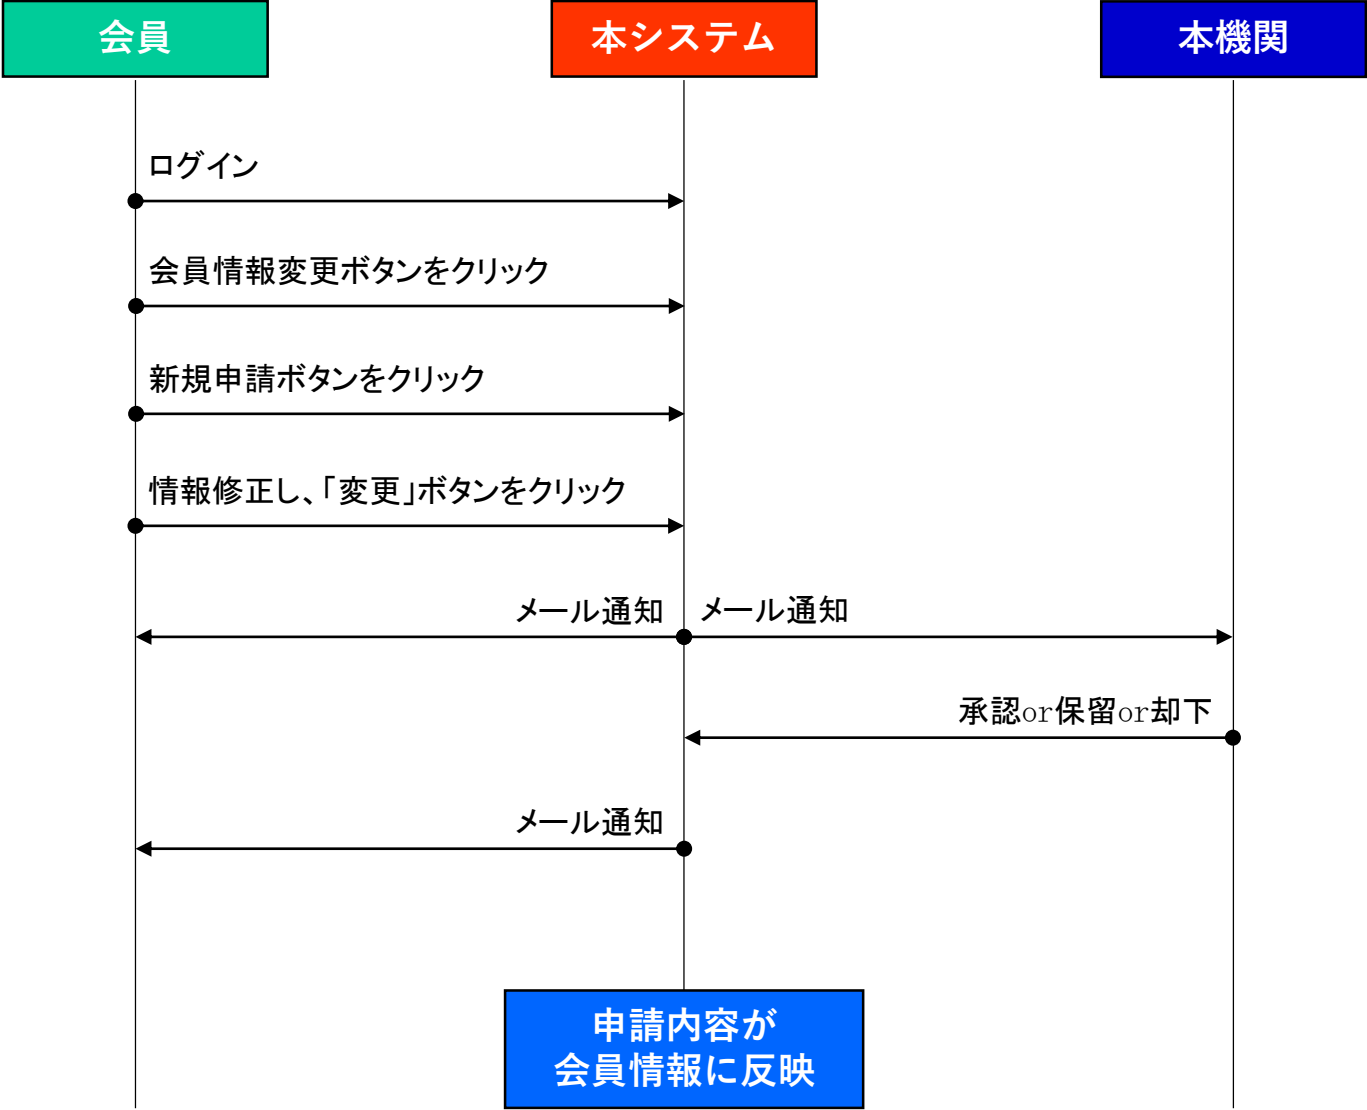 会員
本システム
本機関
ログイン
会員情報変更ボタンをクリック
新規申請ボタンをクリック
情報修正し、「変更」ボタンをクリック
メール通知
メール通知
承認or保留or却下
メール通知
申請内容が
会員情報に反映